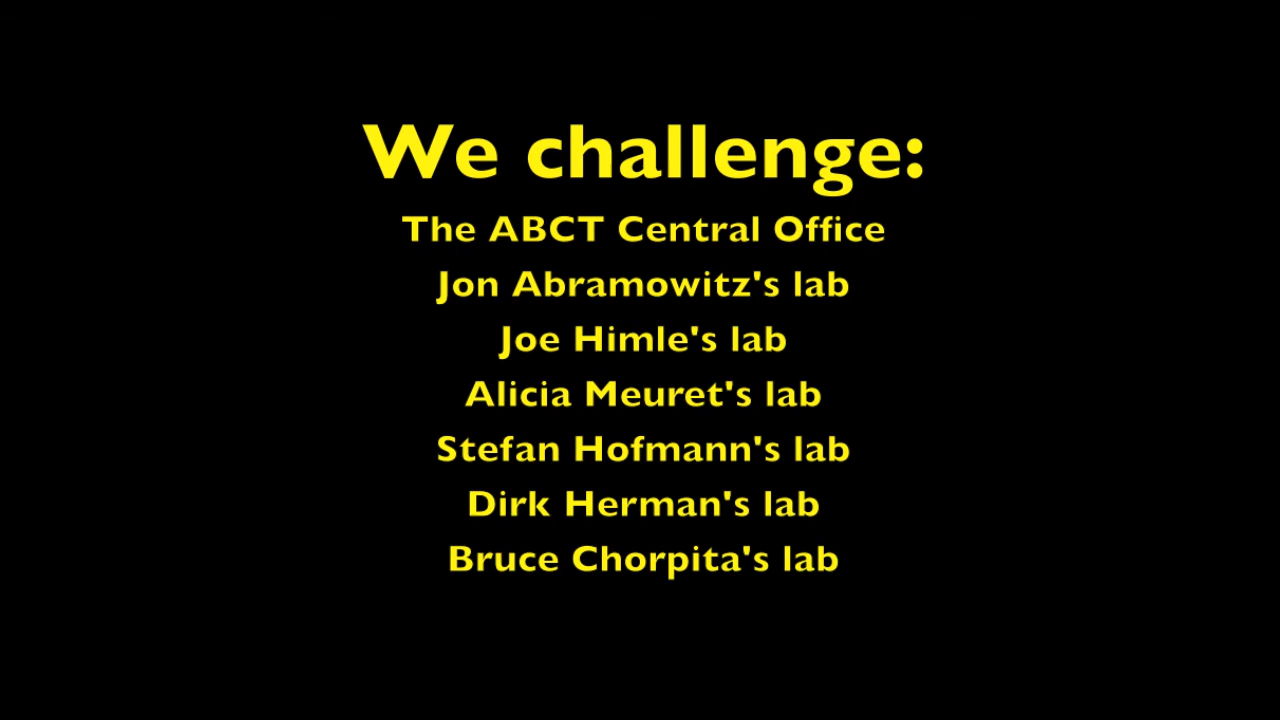 We challenge:
The ABCT Central Office
Jon Abramowitz's lab
Joe Himle's lab
Alicia Meuret's lab
Stefan Hofmann's lab
Dirk Herman's lab
Bruce Chorpita's lab